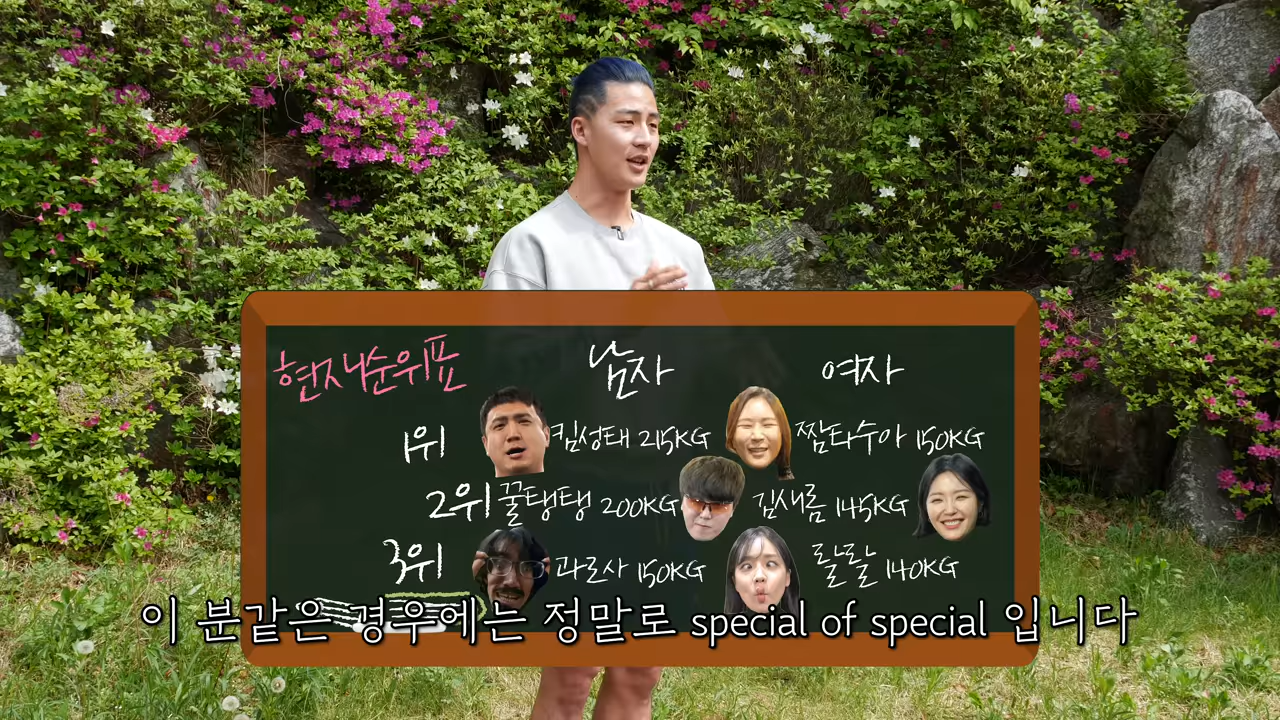 현재순위표 남자 여자
1위 킴성태 215KG 짬타수아 150KG
2위 꿀탱탱 200KG 김새롬 145KG
3위 과로사 150KG 랄랄 140KG
이 분같은 경우에는 정말로 special of special 입니다